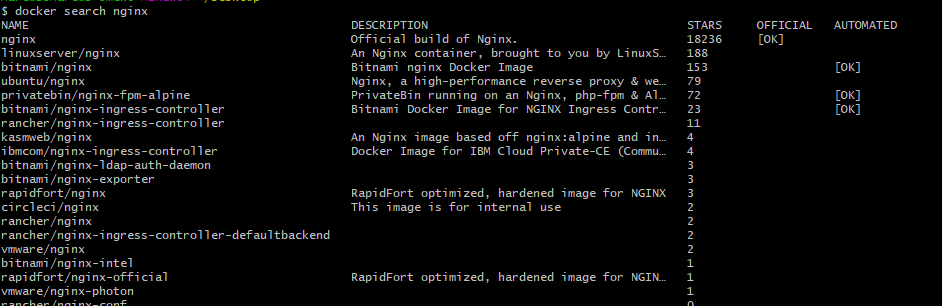 $ docker search nginx
NAME DESCRIPTION STARS OFFICIAL AUTOMATED
nginx Official build of Nginx. 18236 [OK]
linuxserver/nginx An Nginx container, brought to you by LinuxS… 188
bitnami/nginx Bitnami nginx Docker Image 153 [OK]
ubuntu/nginx Nginx, a high-performance reverse proxy & we… 79
privatebin/nginx-fpm-alpine PrivateBin running on an Nginx, php-fpm & Al… 72 [OK]
bitnami/nginx-ingress-controller Bitnami Docker Image for NGINX Ingress Contr… 23 [OK]
rancher/nginx-ingress-controller 11
kasmweb/nginx An Nginx image based off nginx:alpine and in… 4
ibmcom/nginx-ingress-controller Docker Image for IBM Cloud Private-CE (Commu… 4
bitnami/nginx-ldap-auth-daemon 3
bitnami/nginx-exporter 3
rapidfort/nginx RapidFort optimized, hardened image for NGINX 3
circleci/nginx This image is for internal use 2
rancher/nginx 2
rancher/nginx-ingress-controller-defaultbackend 2
vmware/nginx 2
bitnami/nginx-intel 1
rapidfort/nginx-official RapidFort optimized, hardened image for NGIN… 1
vmware/nginx-photon 1
rancher/nginx-conf 0